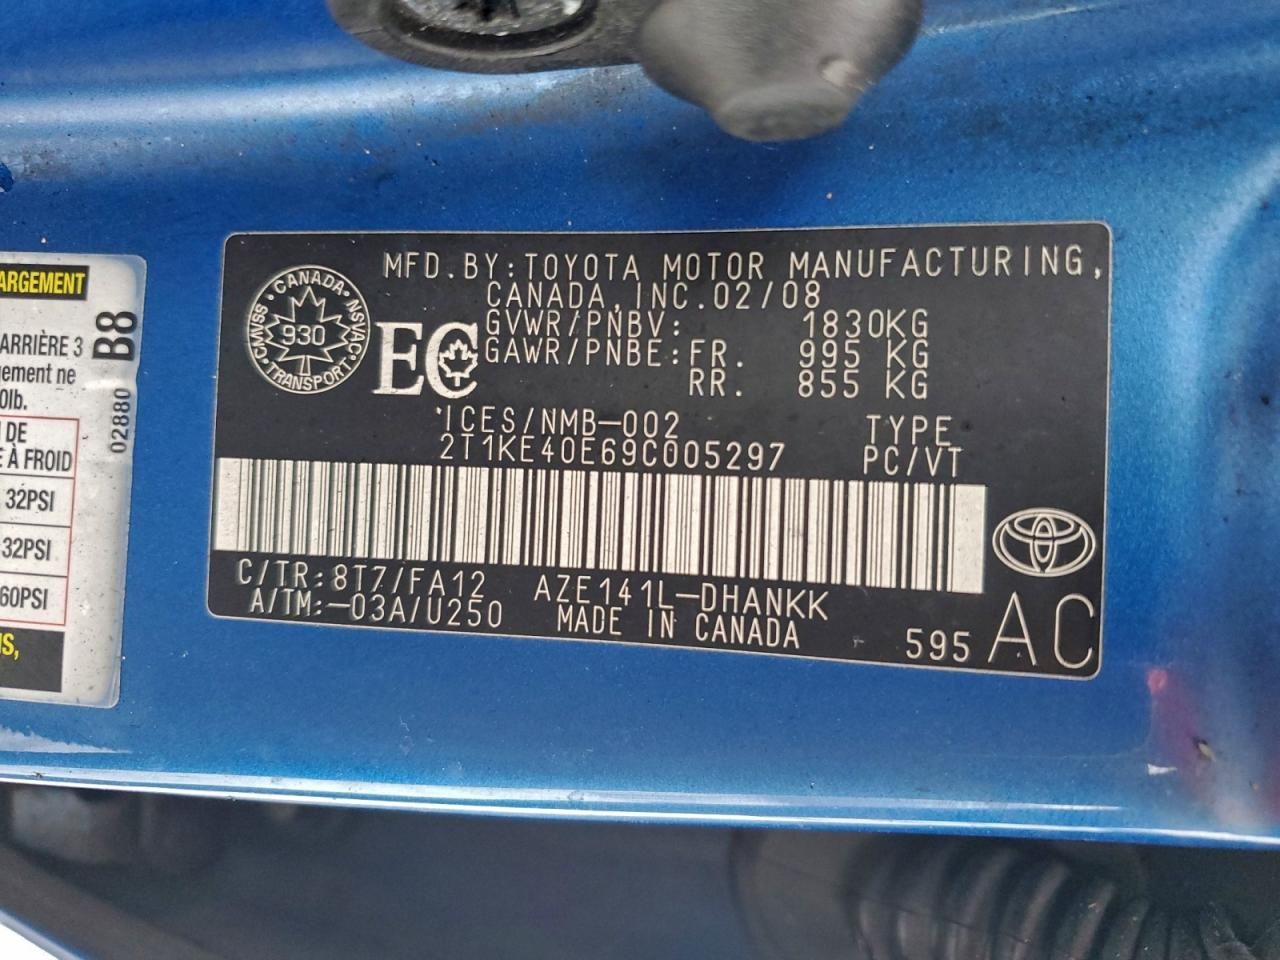 ARGEMENT
ARRIÈRE 3
gement ne
0lb.
DE
À FROID
32PSI
32PSI
60PSI
S,
B8
02880
CANADA
NSVAC
TRANSPORT
CMVSS
930
EC
MFD.BY:TOYOTA MOTOR MANUFACTURING,
CANADA,INC.02/08
GVWR/PNBV: 1830KG
GAWR/PNBE:FR. 995 KG
RR. 855 KG
ICES/NMB-002 TYPE
2T1KE40E69C005297 PC/VT
C/TR:8T7/FA12 AZE141L-DHANKK
A/TM:-03A/U250 MADE IN CANADA
595 AC